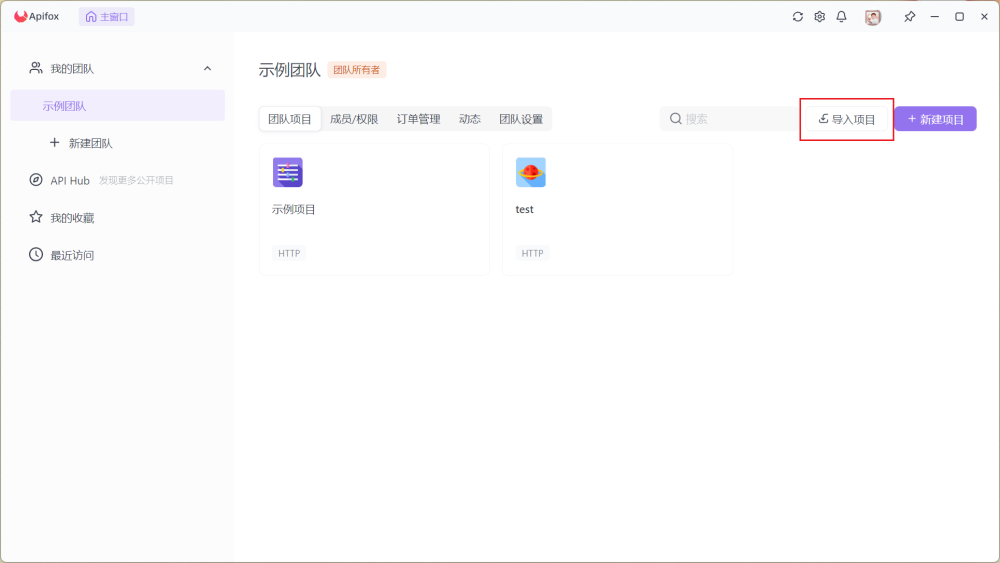 Apifox 主窗口
我的团队
示例团队
新建团队
API Hub 发现更多公开项目
我的收藏
最近访问
示例团队 团队所有者
团队项目 成员/权限 订单管理 动态 团队设置 搜索 导入项目 + 新建项目
示例项目
HTTP
test
HTTP